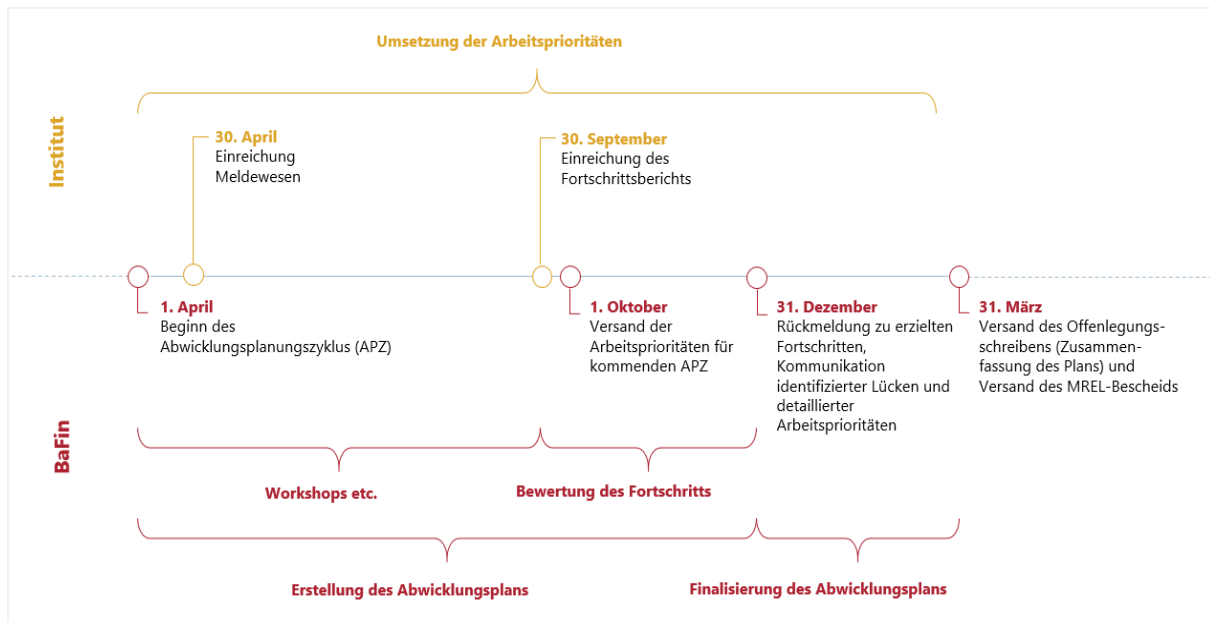 Umsetzung der Arbeitsprioritäten
Institut
30. April
Einreichung
Meldewesen
30. September
Einreichung des
Fortschrittsberichts
1. April
Beginn des
Abwicklungsplanungszyklus (APZ)
1. Oktober
Versand der
Arbeitsprioritäten für
kommenden APZ
31. Dezember
Rückmeldung zu erzielten
Fortschritten,
Kommunikation
identifizierter Lücken und
detaillierter
Arbeitsprioritäten
31. März
Versand des Offenlegungs-
schreibens (Zusammen-
fassung des Plans) und
Versand des MREL-Bescheids
BaFin
Workshops etc.
Bewertung des Fortschritts
Erstellung des Abwicklungsplans
Finalisierung des Abwicklungsplans